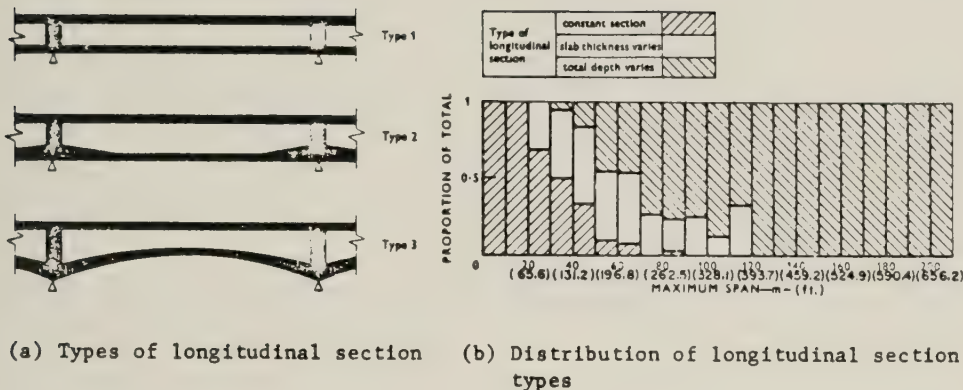 Type 1
Type 2
Type 3
(a) Types of longitudinal section
Type of longitudinal section
constant section
slab thickness varies
total depth varies
PROPORTION OF TOTAL
1
0·5
0
20 40 60 80 100 120 140 160 180 200
(65.6)(131.2)(196.8)(262.5)(328.1)(393.7)(459.2)(524.9)(590.4)(656.2)
MAXIMUM SPAN—m—(ft.)
(b) Distribution of longitudinal section
types